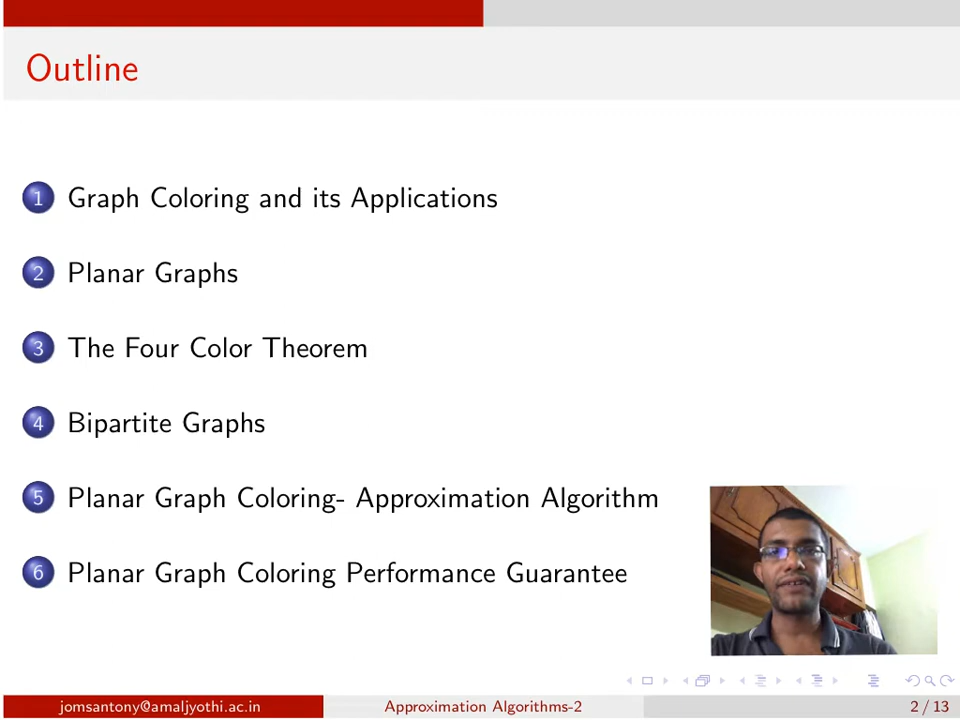 Outline
1 Graph Coloring and its Applications
2 Planar Graphs
3 The Four Color Theorem
4 Bipartite Graphs
5 Planar Graph Coloring- Approximation Algorithm
6 Planar Graph Coloring Performance Guarantee
jomsantony@amaljyothi.ac.in Approximation Algorithms-2 2 / 13